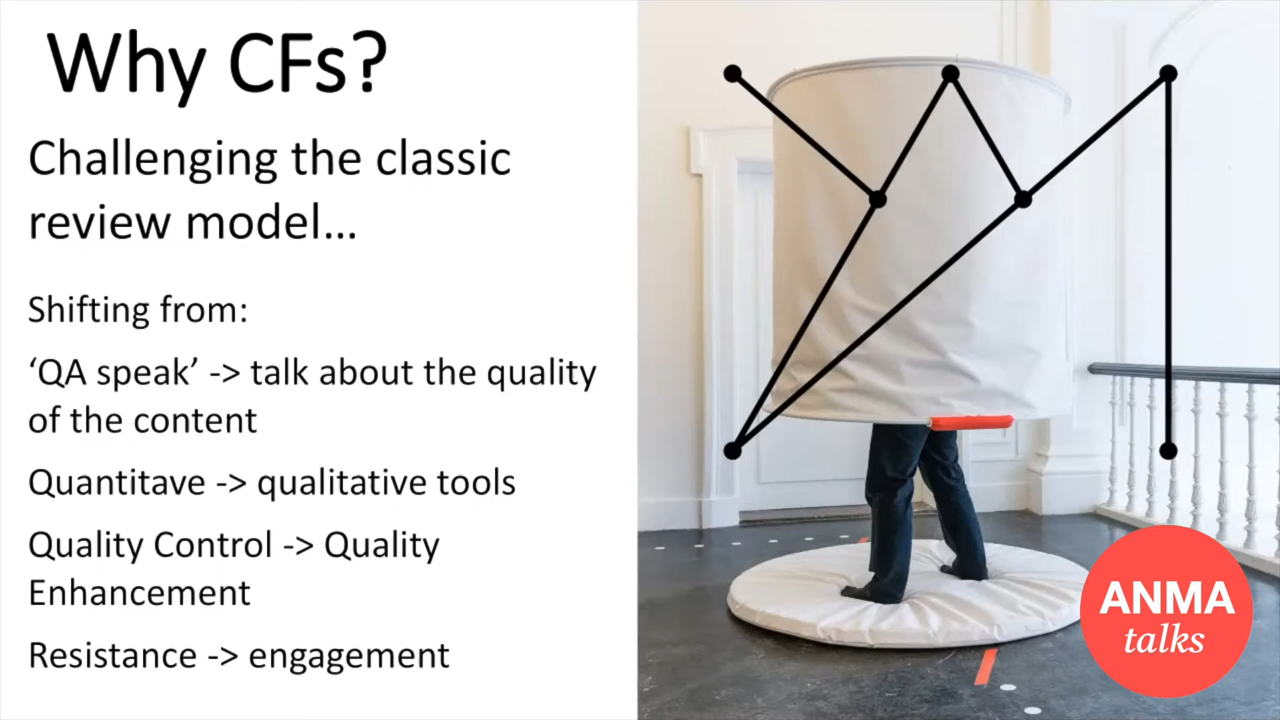 Why CFs?
Challenging the classic
review model...
Shifting from:
‘QA speak’ -> talk about the quality
of the content
Quantitave -> qualitative tools
Quality Control -> Quality
Enhancement
Resistance -> engagement
ANMA
talks